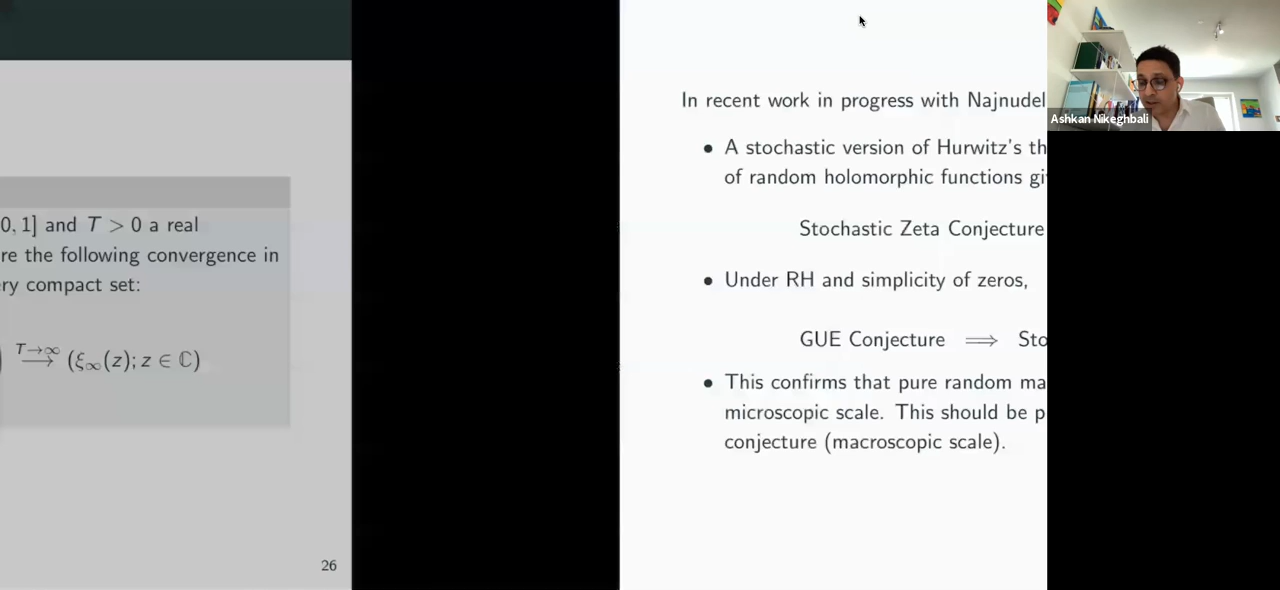 0, 1] and T > 0 a real
re the following convergence in
ry compact set:
) T→∞ ⟶ (ξ∞(z); z ∈ ℂ)
26
In recent work in progress with Najnudel
• A stochastic version of Hurwitz's th
of random holomorphic functions gi
Stochastic Zeta Conjecture
• Under RH and simplicity of zeros,
GUE Conjecture ⟹ Sto
• This confirms that pure random ma
microscopic scale. This should be p
conjecture (macroscopic scale).
Ashkan Nikeghbali